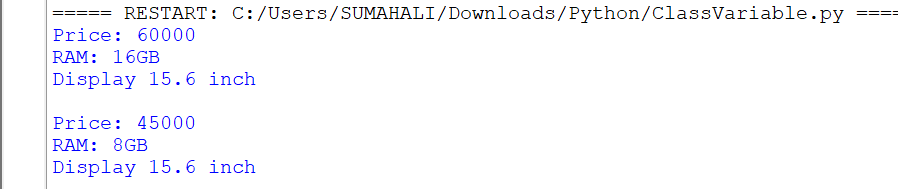 ===== RESTART: C:/Users/SUMAHALI/Downloads/Python/ClassVariable.py ====
Price: 60000
RAM: 16GB
Display 15.6 inch
Price: 45000
RAM: 8GB
Display 15.6 inch